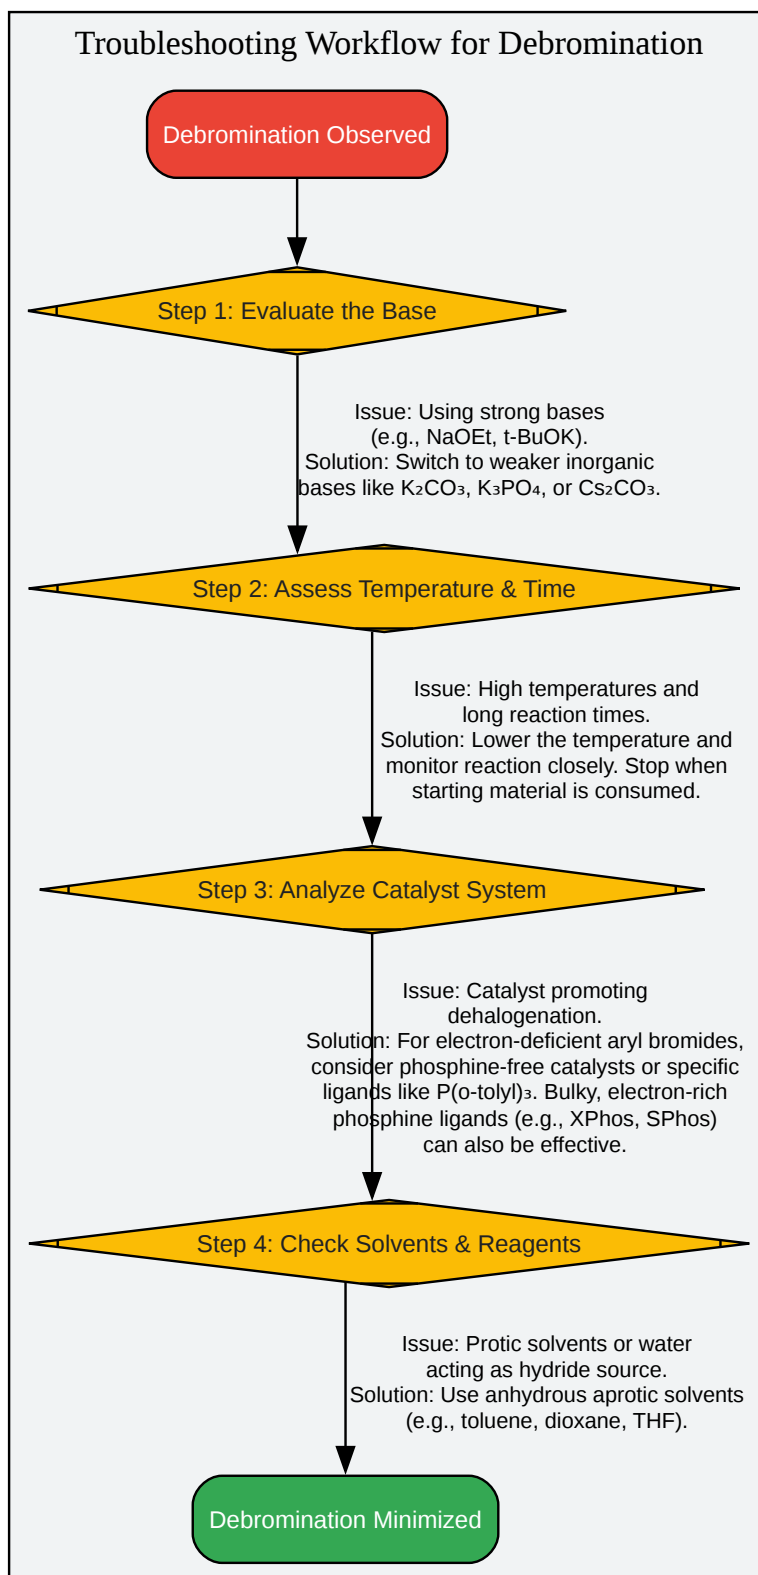 Troubleshooting Workflow for Debromination
Debromination Observed
Step 1: Evaluate the Base
Issue: Using strong bases
(e.g., NaOEt, t-BuOK).
Solution: Switch to weaker inorganic
bases like K₂CO₃, K₃PO₄, or Cs₂CO₃.
Step 2: Assess Temperature & Time
Issue: High temperatures and
long reaction times.
Solution: Lower the temperature and
monitor reaction closely. Stop when
starting material is consumed.
Step 3: Analyze Catalyst System
Issue: Catalyst promoting
dehalogenation.
Solution: For electron-deficient aryl bromides,
consider phosphine-free catalysts or specific
ligands like P(o-tolyl)₃. Bulky, electron-rich
phosphine ligands (e.g., XPhos, SPhos)
can also be effective.
Step 4: Check Solvents & Reagents
Issue: Protic solvents or water
acting as hydride source.
Solution: Use anhydrous aprotic solvents
(e.g., toluene, dioxane, THF).
Debromination Minimized